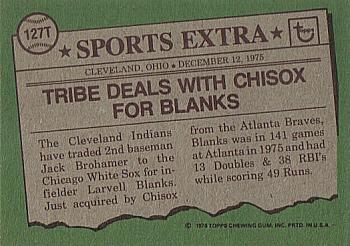 127T
★ SPORTS EXTRA ★
topps
CLEVELAND, OHIO • DECEMBER 12, 1975
TRIBE DEALS WITH CHISOX
FOR BLANKS
The Cleveland Indians
have traded 2nd baseman
Jack Brohamer to the
Chicago White Sox for in-
fielder Larvell Blanks.
Just acquired by Chisox
from the Atlanta Braves,
Blanks was in 141 games
at Atlanta in 1975 and had
13 Doubles & 38 RBI's
while scoring 49 Runs.
© 1976 TOPPS CHEWING GUM, INC. PRTD. IN U.S.A.